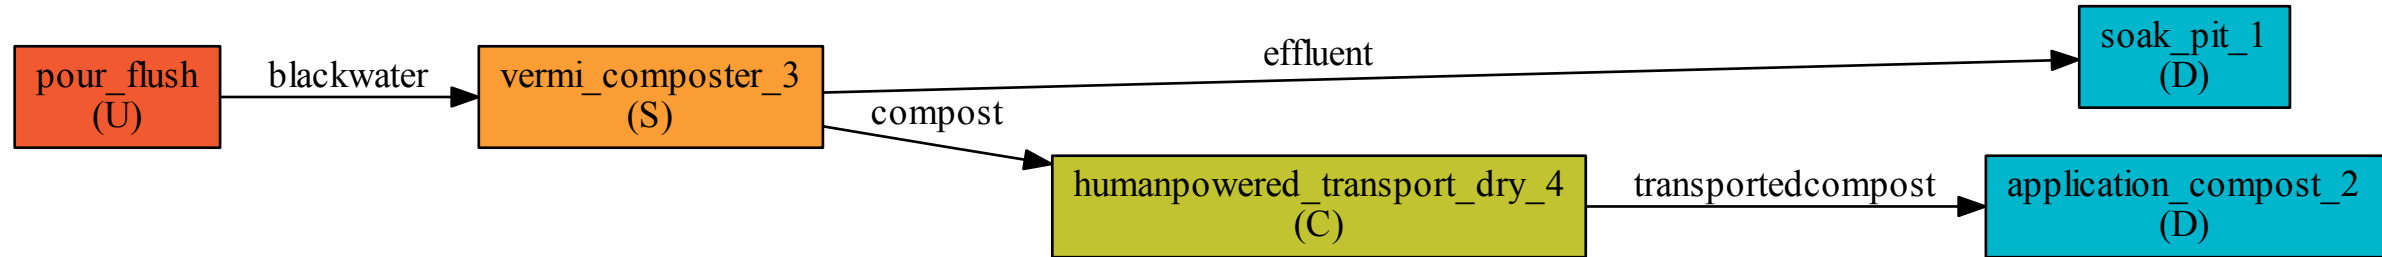 pour_flush
(U)
blackwater
vermi_composter_3
(S)
effluent
compost
soak_pit_1
(D)
humanpowered_transport_dry_4
(C)
transportedcompost
application_compost_2
(D)